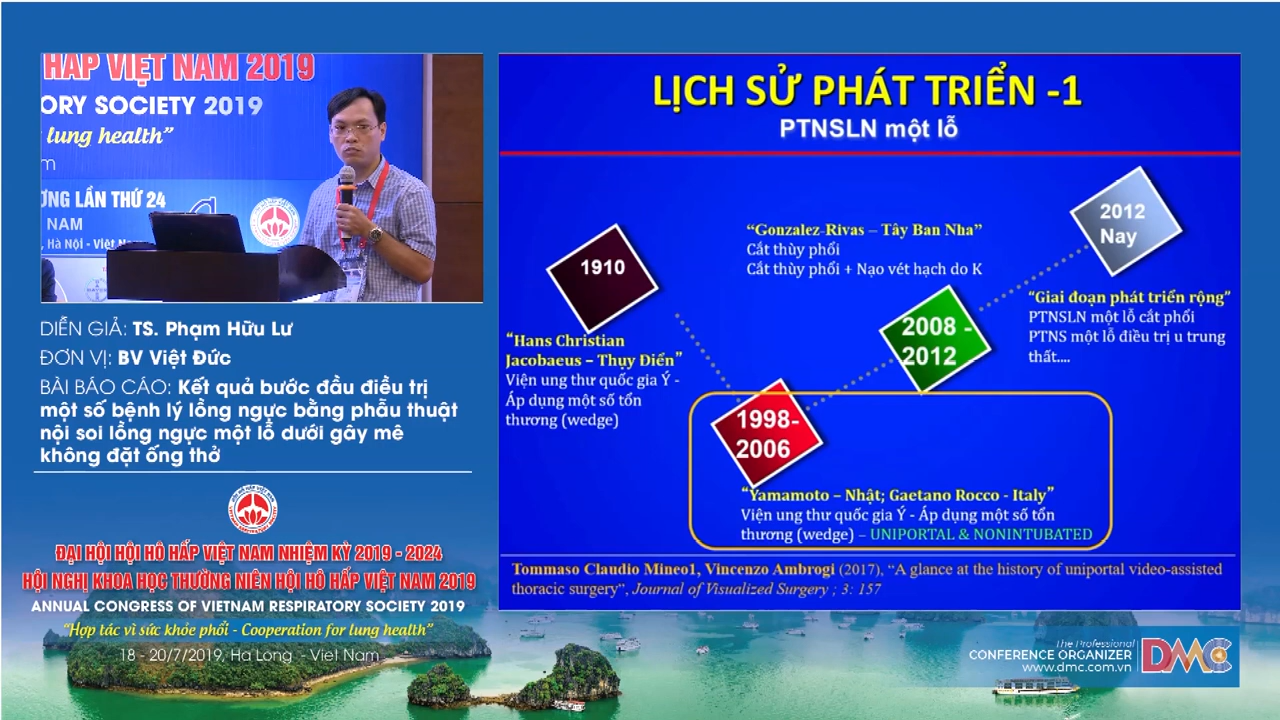 HẤP VIỆT NAM 2019
ORY SOCIETY 2019
lung health”
m
ƠNG LẦN THỨ 24
NAM
, Hà Nội - Việt Na
DIỄN GIẢ: TS. Phạm Hữu Lư
ĐƠN VỊ: BV Việt Đức
BÀI BÁO CÁO: Kết quả bước đầu điều trị
một số bệnh lý lồng ngực bằng phẫu thuật
nội soi lồng ngực một lỗ dưới gây mê
không đặt ống thở
ĐẠI HỘI HỘI HÔ HẤP VIỆT NAM NHIỆM KỲ 2019 - 2024
HỘI NGHỊ KHOA HỌC THƯỜNG NIÊN HỘI HÔ HẤP VIỆT NAM 2019
ANNUAL CONGRESS OF VIETNAM RESPIRATORY SOCIETY 2019
“Hợp tác vì sức khỏe phổi - Cooperation for lung health”
18 - 20/7/2019, Ha Long - Viet Nam
LỊCH SỬ PHÁT TRIỂN -1
PTNSLN một lỗ
1910
“Hans Christian
Jacobaeus – Thụy Điển”
Viện ung thư quốc gia Ý -
Áp dụng một số tổn
thương (wedge)
1998-
2006
“Yamamoto – Nhật; Gaetano Rocco - Italy”
Viện ung thư quốc gia Ý - Áp dụng một số tổn
thương (wedge) – UNIPORTAL & NONINTUBATED
“Gonzalez-Rivas – Tây Ban Nha”
Cắt thùy phổi
Cắt thùy phổi + Nạo vét hạch do K
2008 -
2012
2012
Nay
“Giai đoạn phát triển rộng”
PTNSLN một lỗ cắt phổi
PTNS một lỗ điều trị u trung
thất....
Tommaso Claudio Mineo1, Vincenzo Ambrogi (2017), “A glance at the history of uniportal video-assisted
thoracic surgery”, Journal of Visualized Surgery ; 3: 157
The Professional
CONFERENCE ORGANIZER
www.dmc.com.vn
DMC